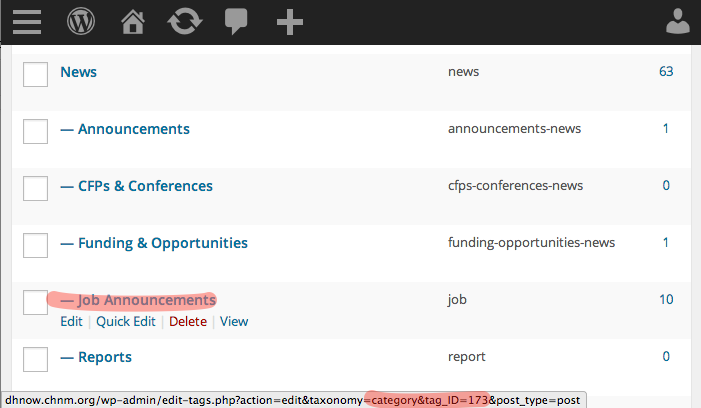 News news 63
— Announcements announcements-news 1
— CFPs & Conferences cfps-conferences-news 0
— Funding & Opportunities funding-opportunities-news 1
— Job Announcements job 10
Edit | Quick Edit | Delete | View
— Reports report 0
dhnow.chnm.org/wp-admin/edit-tags.php?action=edit&taxonomy=category&tag_ID=173&post_type=post